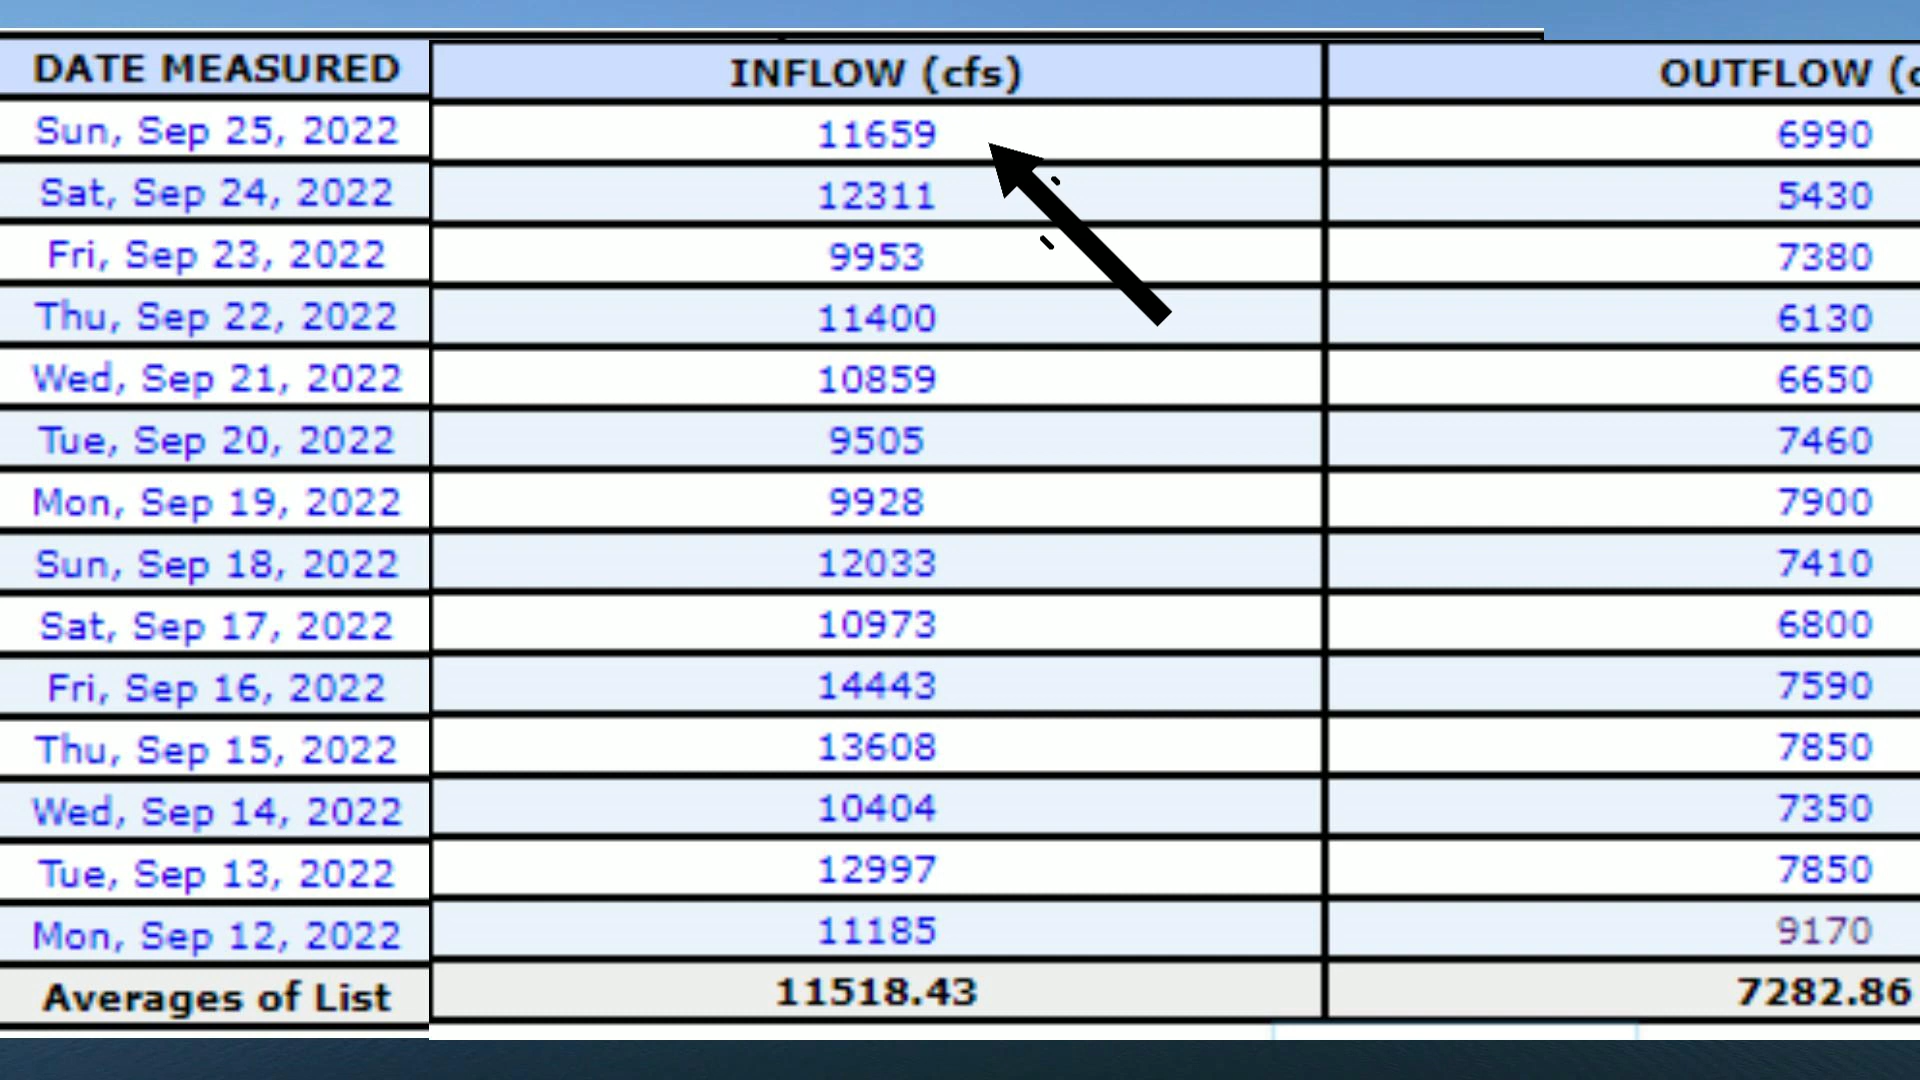 DATE MEASURED INFLOW (cfs) OUTFLOW (c
Sun, Sep 25, 2022 11659 6990
Sat, Sep 24, 2022 12311 5430
Fri, Sep 23, 2022 9953 7380
Thu, Sep 22, 2022 11400 6130
Wed, Sep 21, 2022 10859 6650
Tue, Sep 20, 2022 9505 7460
Mon, Sep 19, 2022 9928 7900
Sun, Sep 18, 2022 12033 7410
Sat, Sep 17, 2022 10973 6800
Fri, Sep 16, 2022 14443 7590
Thu, Sep 15, 2022 13608 7850
Wed, Sep 14, 2022 10404 7350
Tue, Sep 13, 2022 12997 7850
Mon, Sep 12, 2022 11185 9170
Averages of List 11518.43 7282.86